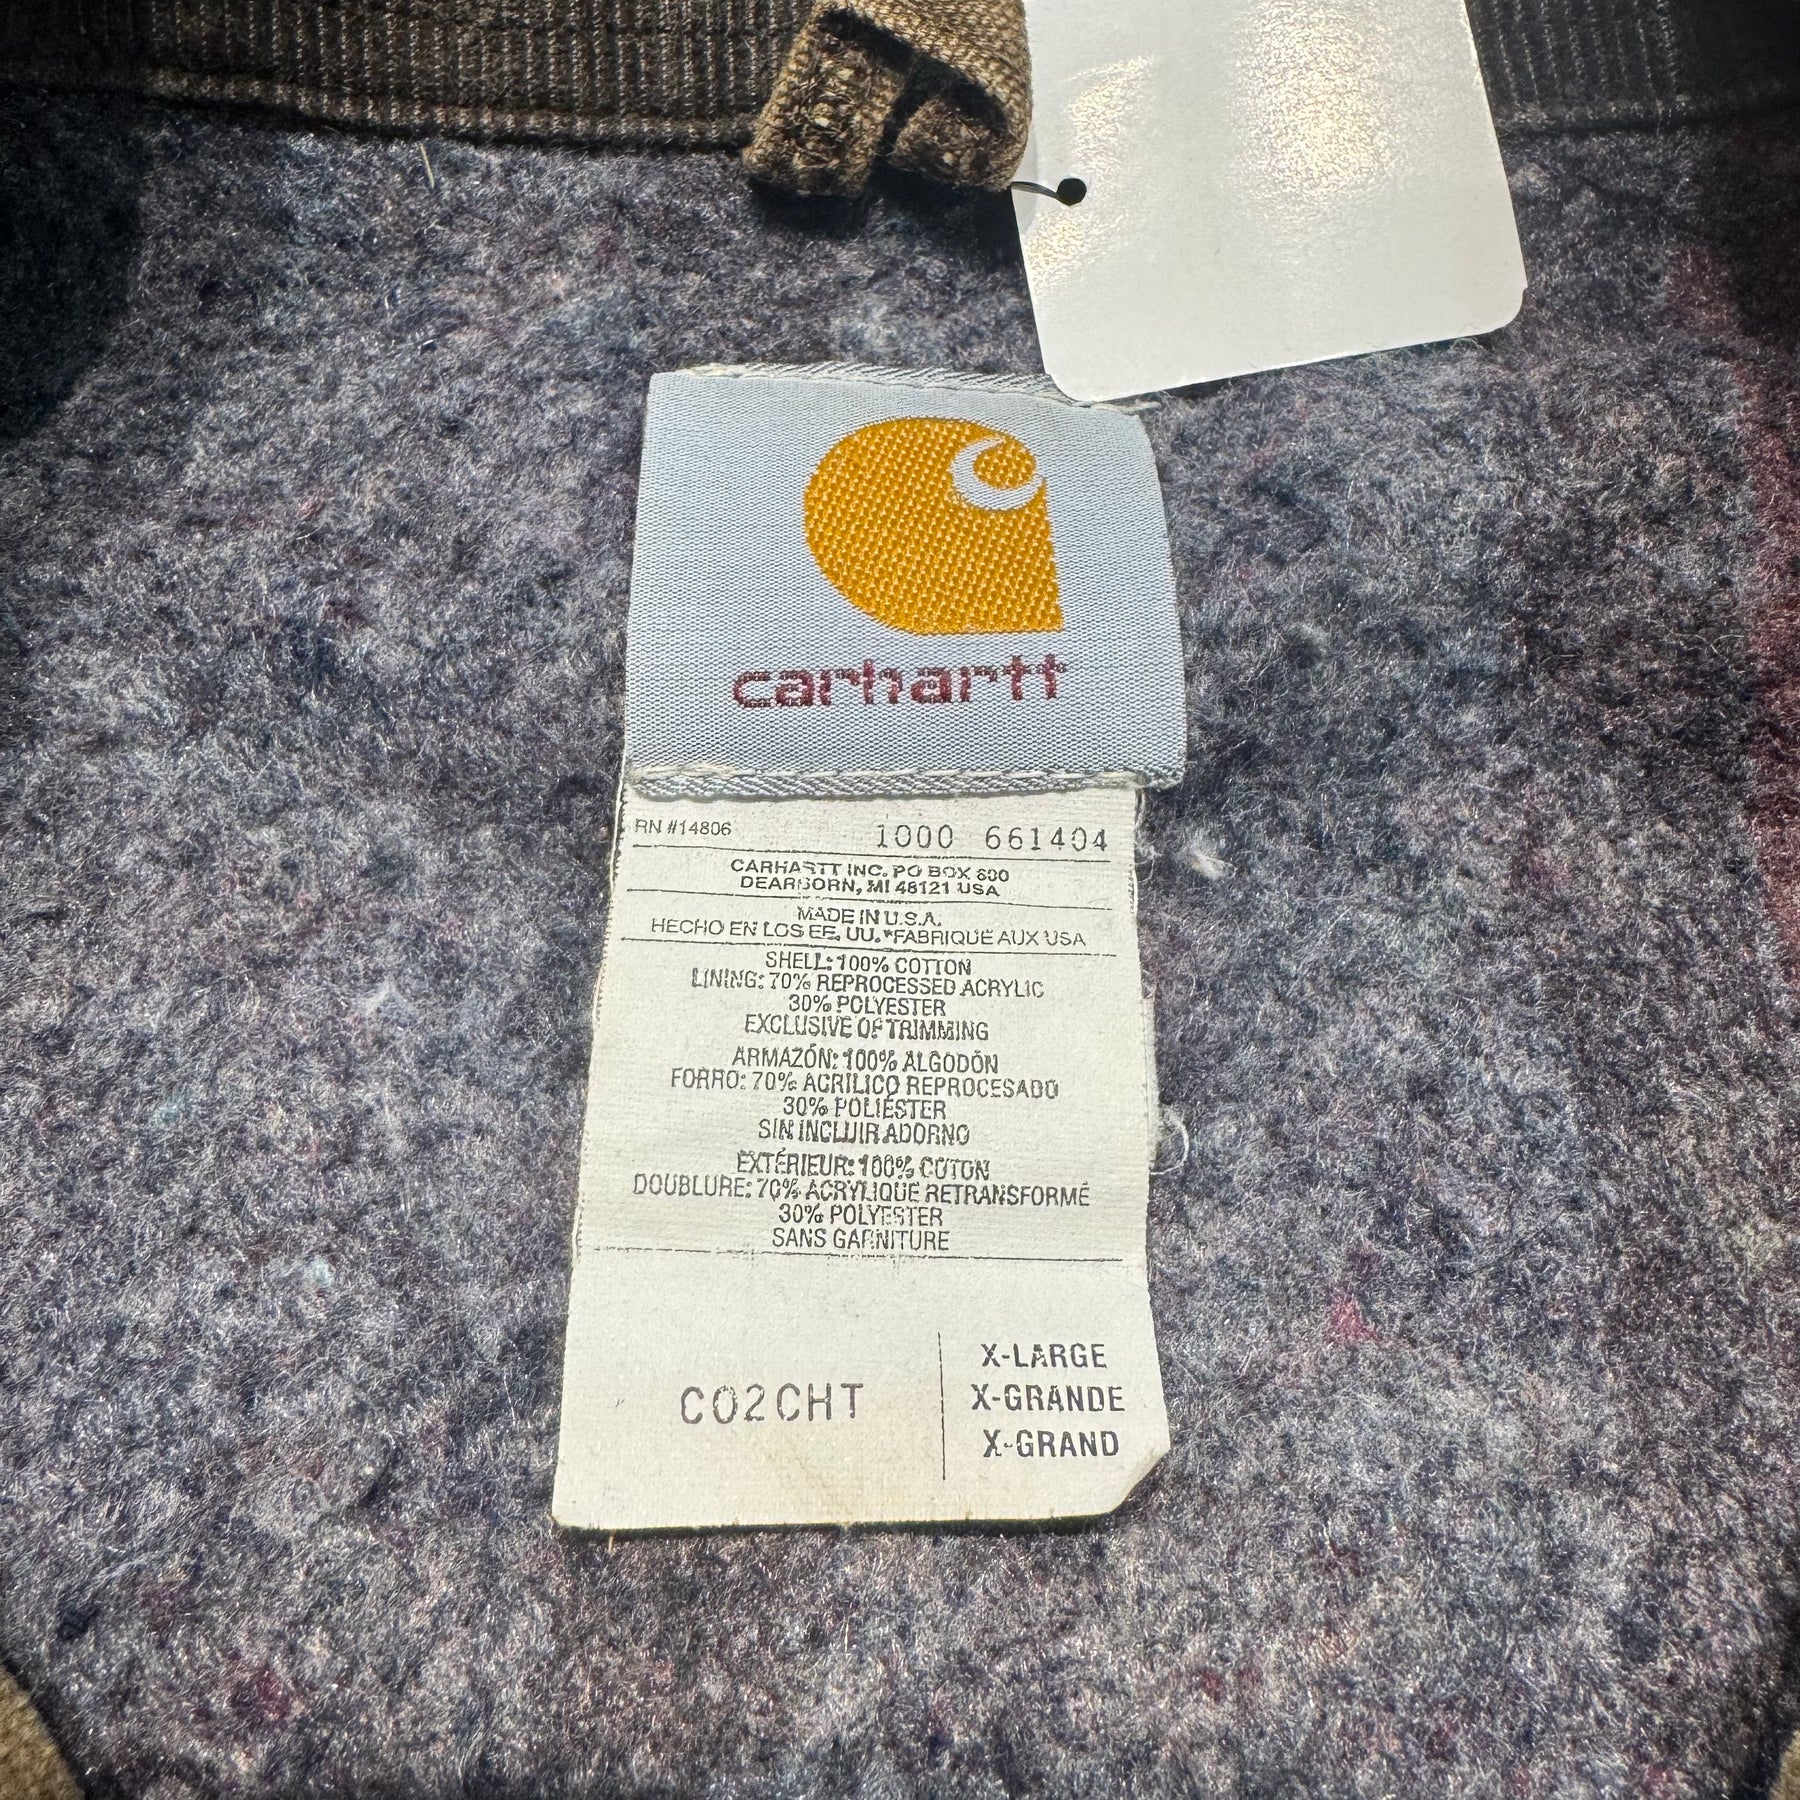 carhartt
RN #14806 1000 661404
CARHARTT INC. PO BOX 600
DEARBORN, MI 48121 USA
MADE IN U.S.A.
HECHO EN LOS EE. UU.*FABRIQUÉ AUX USA
SHELL: 100% COTTON
LINING: 70% REPROCESSED ACRYLIC
30% POLYESTER
EXCLUSIVE OF TRIMMING
ARMAZÓN: 100% ALGODÓN
FORRO: 70% ACRILICO REPROCESADO
30% POLIÉSTER
SIN INCLUIR ADORNO
EXTÉRIEUR: 100% COTON
DOUBLURE: 70% ACRYLIQUE RETRANSFORMÉ
30% POLYESTER
SANS GARNITURE
C02CHT
X-LARGE
X-GRANDE
X-GRAND